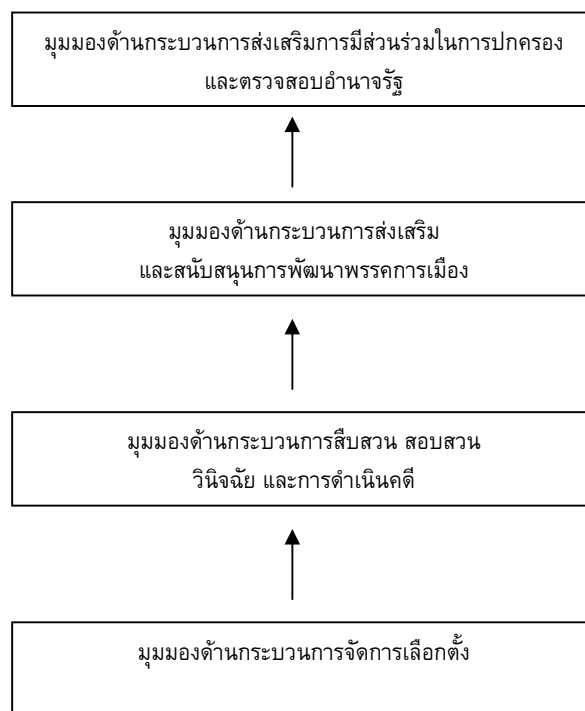 มุมมองด้านกระบวนการส่งเสริมการมีส่วนร่วมในการปกครอง
และตรวจสอบอำนาจรัฐ
มุมมองด้านกระบวนการส่งเสริม
และสนับสนุนการพัฒนาพรรคการเมือง
มุมมองด้านกระบวนการสืบสวน สอบสวน
วินิจฉัย และการดำเนินคดี
มุมมองด้านกระบวนการจัดการเลือกตั้ง